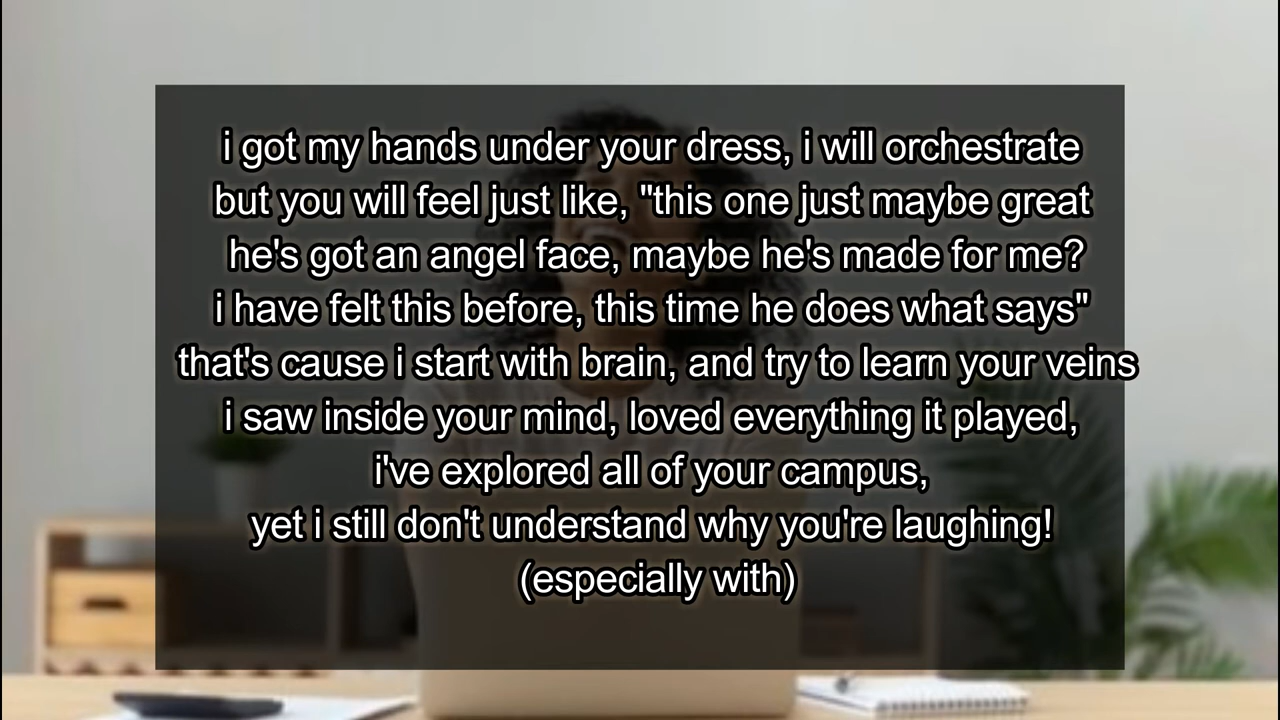 i got my hands under your dress, i will orchestrate
but you will feel just like, "this one just maybe great
he's got an angel face, maybe he's made for me?
i have felt this before, this time he does what says"
that's cause i start with brain, and try to learn your veins
i saw inside your mind, loved everything it played,
i've explored all of your campus,
yet i still don't understand why you're laughing!
(especially with)